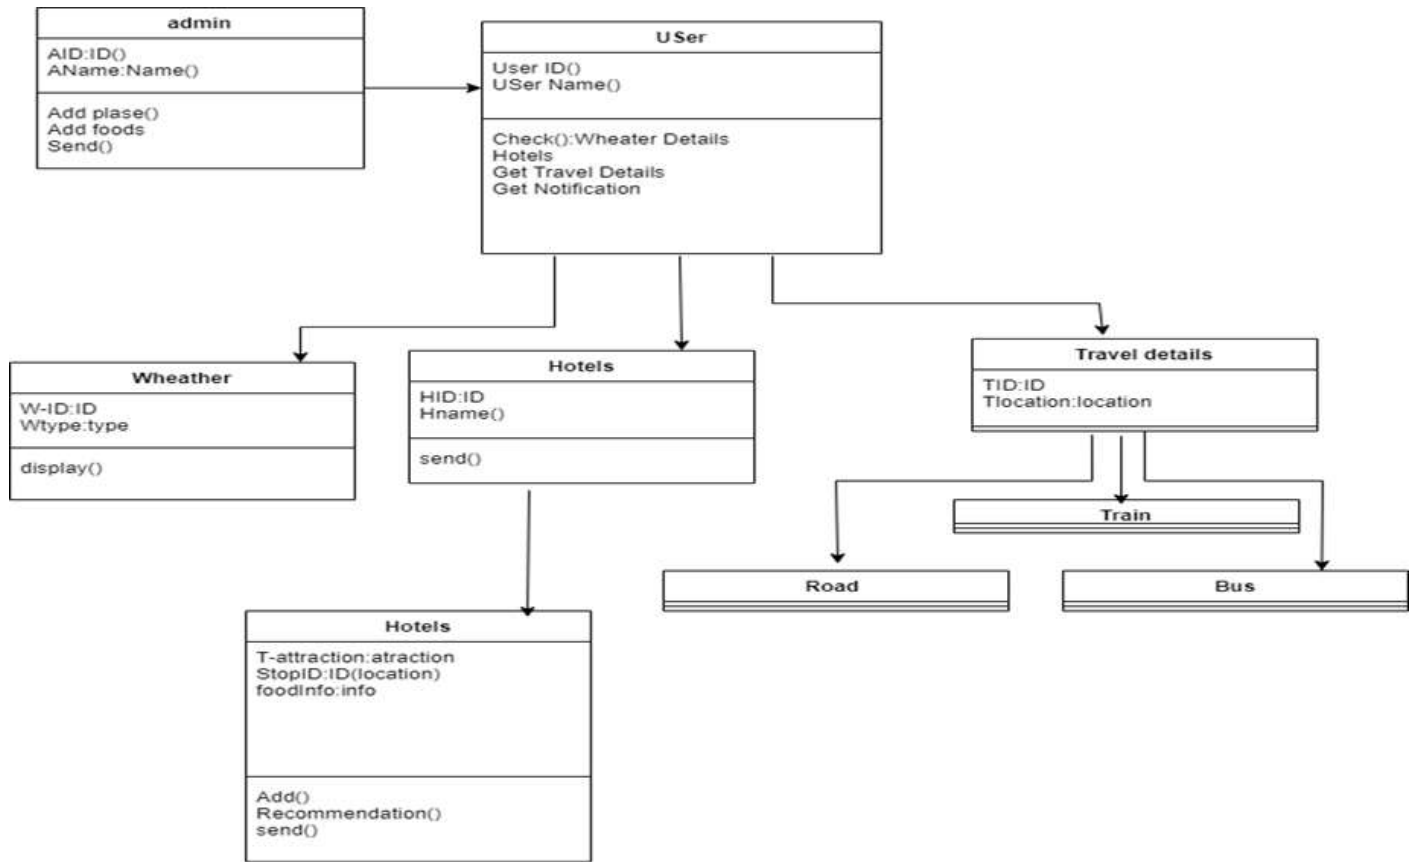 admin
AID:ID()
AName:Name()
Add plase()
Add foods
Send()
USer
User ID()
USer Name()
Check():Wheater Details
Hotels
Get Travel Details
Get Notification
Wheather
W-ID:ID
Wtype:type
display()
Hotels
HID:ID
Hname()
send()
Travel details
TID:ID
Tlocation:location
Train
Road
Bus
Hotels
T-attraction:atraction
StopID:ID(location)
foodInfo:info
Add()
Recommendation()
send()